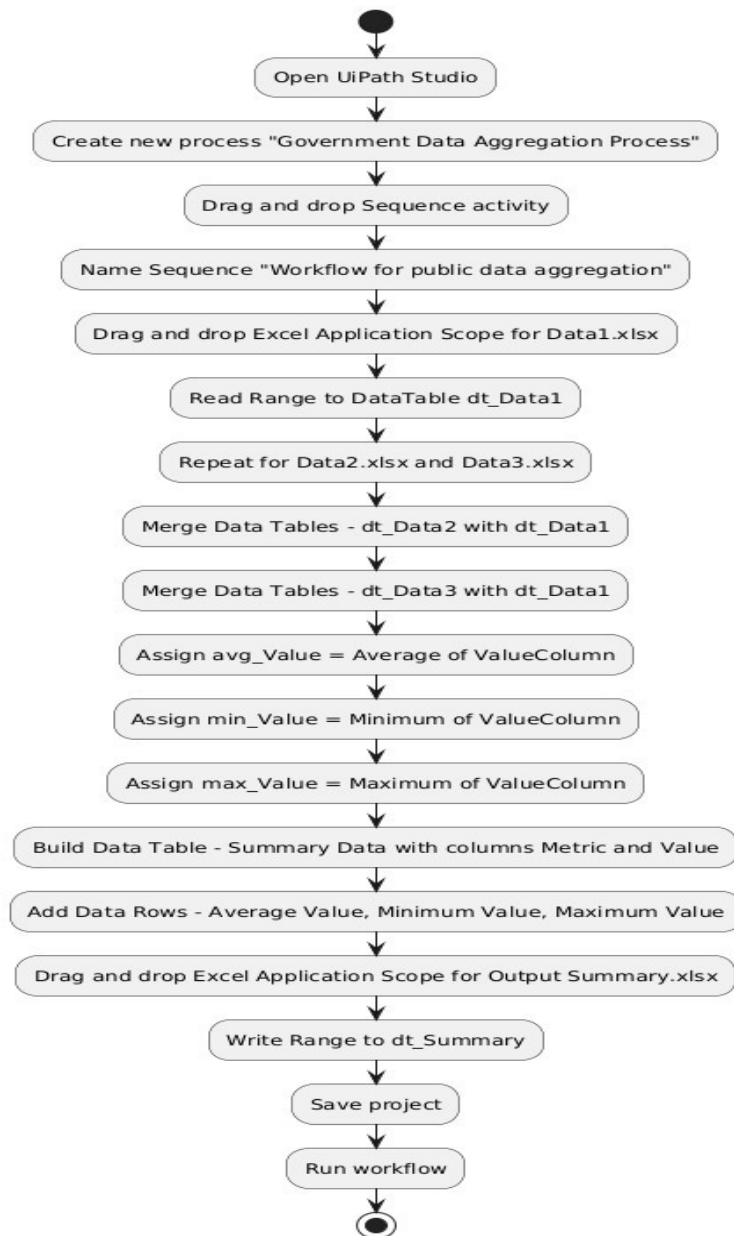 Open UiPath Studio
Create new process "Government Data Aggregation Process"
Drag and drop Sequence activity
Name Sequence "Workflow for public data aggregation"
Drag and drop Excel Application Scope for Data1.xlsx
Read Range to DataTable dt_Data1
Repeat for Data2.xlsx and Data3.xlsx
Merge Data Tables - dt_Data2 with dt_Data1
Merge Data Tables - dt_Data3 with dt_Data1
Assign avg_Value = Average of ValueColumn
Assign min_Value = Minimum of ValueColumn
Assign max_Value = Maximum of ValueColumn
Build Data Table - Summary Data with columns Metric and Value
Add Data Rows - Average Value, Minimum Value, Maximum Value
Drag and drop Excel Application Scope for Output Summary.xlsx
Write Range to dt_Summary
Save project
Run workflow